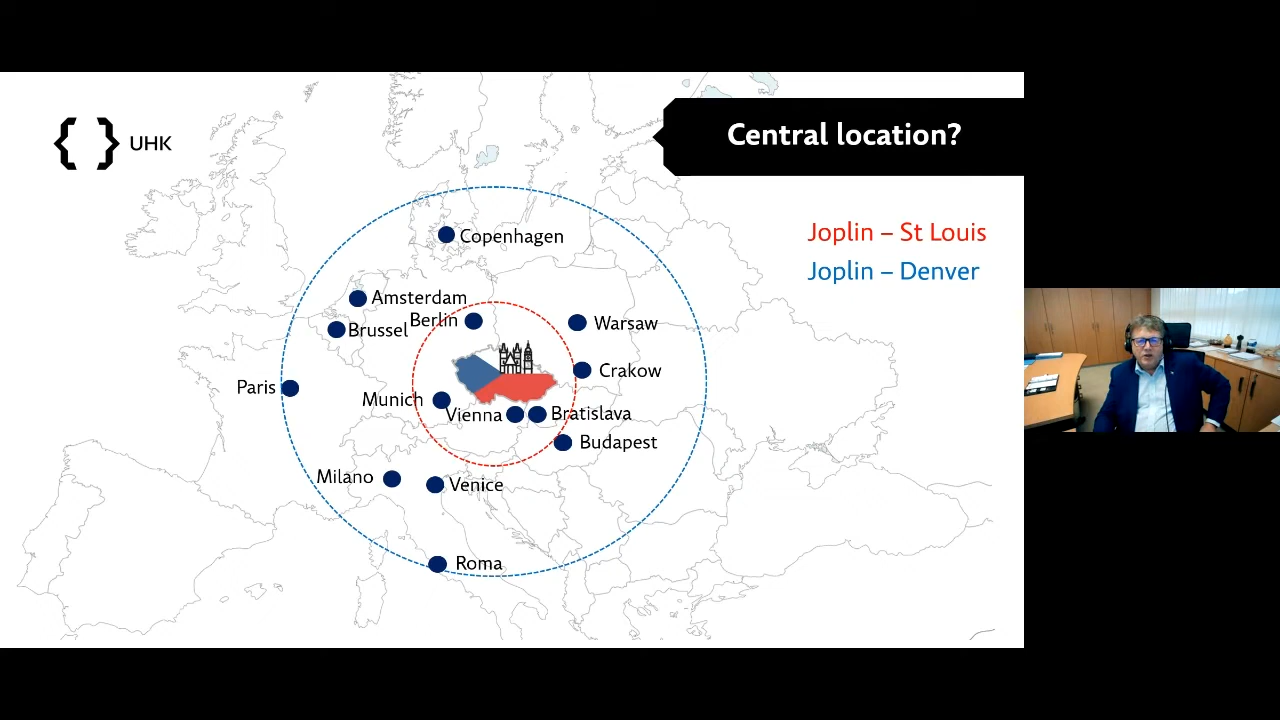 { } UHK
Central location?
Joplin – St Louis
Joplin – Denver
Copenhagen
Amsterdam
Berlin
Brussel
Warsaw
Crakow
Paris
Munich
Vienna
Bratislava
Budapest
Milano
Venice
Roma